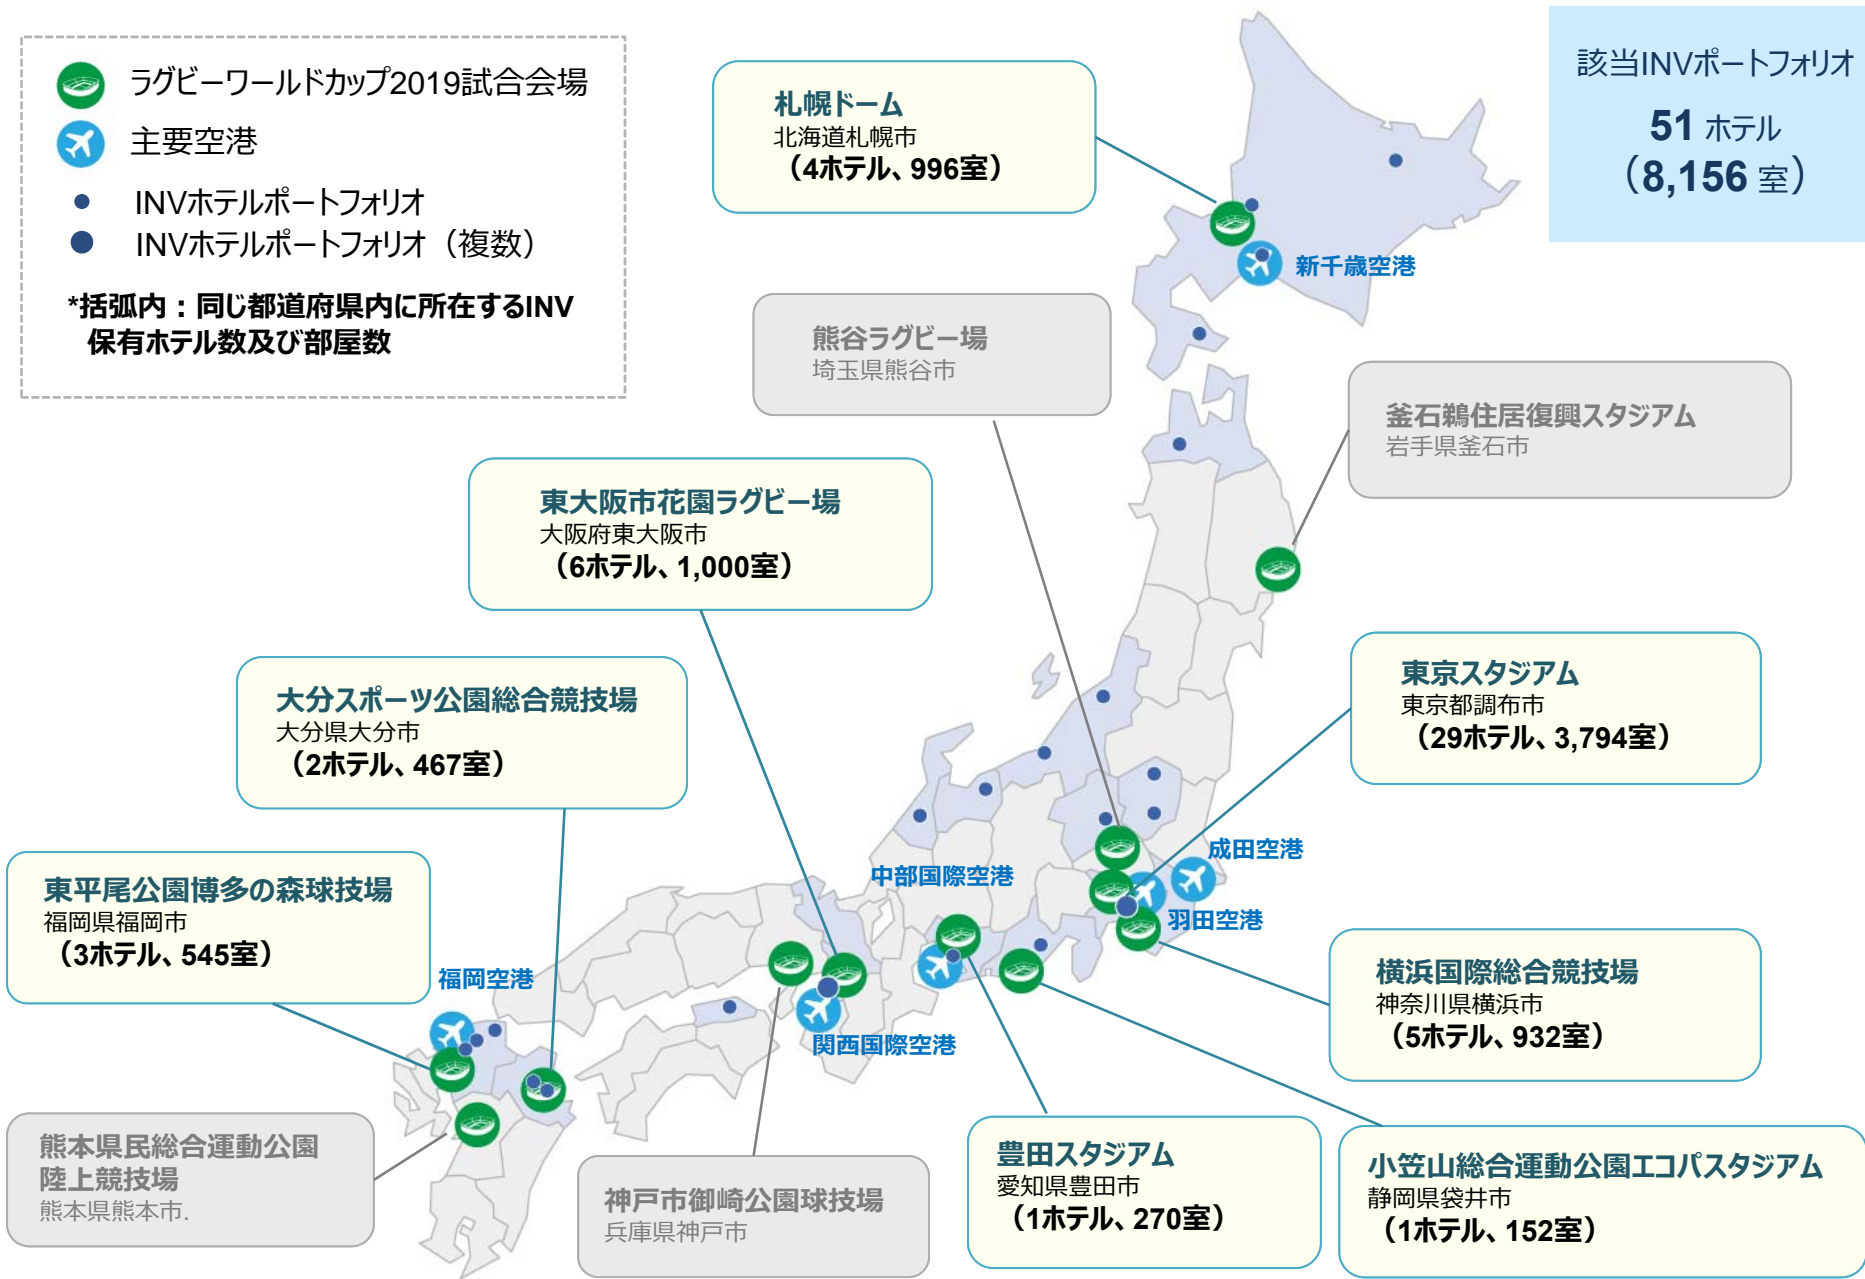 ラグビーワールドカップ2019試合会場
主要空港
INVホテルポートフォリオ
INVホテルポートフォリオ（複数）
*括弧内：同じ都道府県内に所在するINV
保有ホテル数及び部屋数
該当INVポートフォリオ
51 ホテル
（8,156 室）
札幌ドーム
北海道札幌市
（4ホテル、996室）
新千歳空港
熊谷ラグビー場
埼玉県熊谷市
釜石鵜住居復興スタジアム
岩手県釜石市
東大阪市花園ラグビー場
大阪府東大阪市
（6ホテル、1,000室）
大分スポーツ公園総合競技場
大分県大分市
（2ホテル、467室）
東京スタジアム
東京都調布市
（29ホテル、3,794室）
東平尾公園博多の森球技場
福岡県福岡市
（3ホテル、545室）
福岡空港
中部国際空港
成田空港
羽田空港
関西国際空港
横浜国際総合競技場
神奈川県横浜市
（5ホテル、932室）
熊本県民総合運動公園
陸上競技場
熊本県熊本市.
神戸市御崎公園球技場
兵庫県神戸市
豊田スタジアム
愛知県豊田市
（1ホテル、270室）
小笠山総合運動公園エコパスタジアム
静岡県袋井市
（1ホテル、152室）